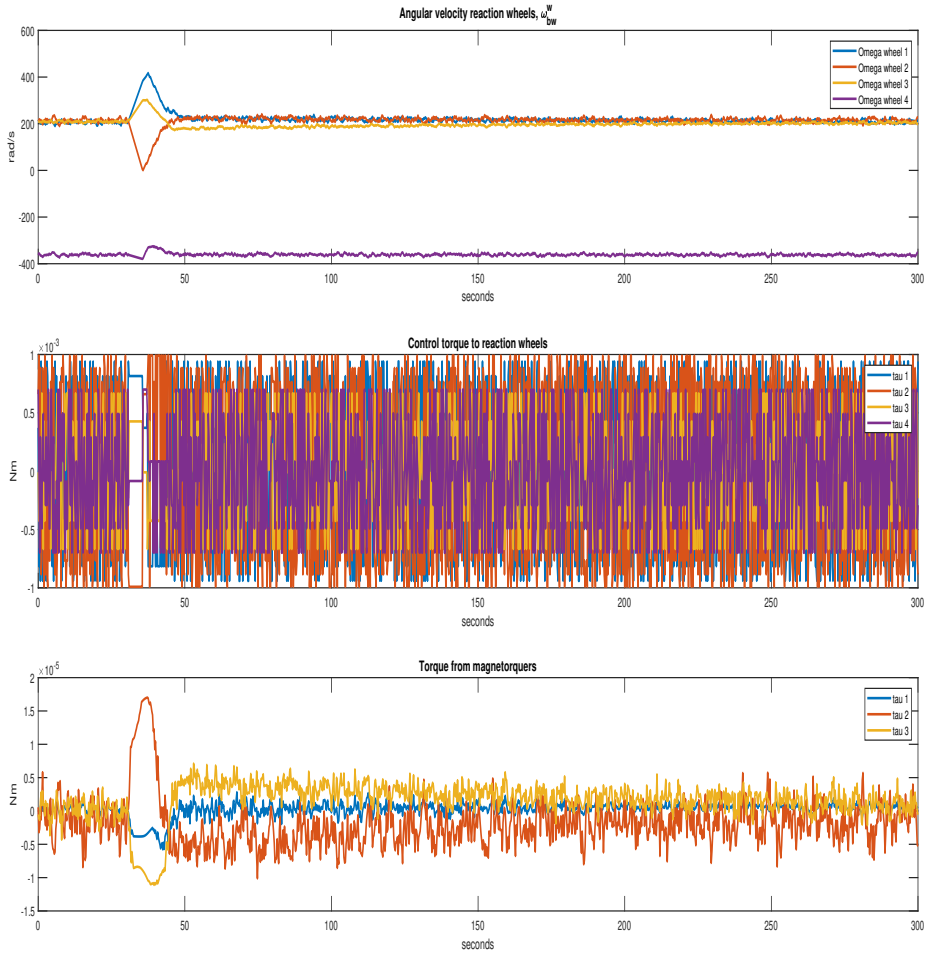 Angular velocity reaction wheels, ω^w_bw
600
400
200
0
-200
-400
rad/s
Omega wheel 1
Omega wheel 2
Omega wheel 3
Omega wheel 4
0 50 100 150 200 250 300
seconds
×10^-3
Control torque to reaction wheels
1
0.5
0
-0.5
-1
Nm
tau 1
tau 2
tau 3
tau 4
0 50 100 150 200 250 300
seconds
×10^-5
Torque from magnetorquers
2
1.5
1
0.5
0
-0.5
-1
-1.5
Nm
tau 1
tau 2
tau 3
0 50 100 150 200 250 300
seconds